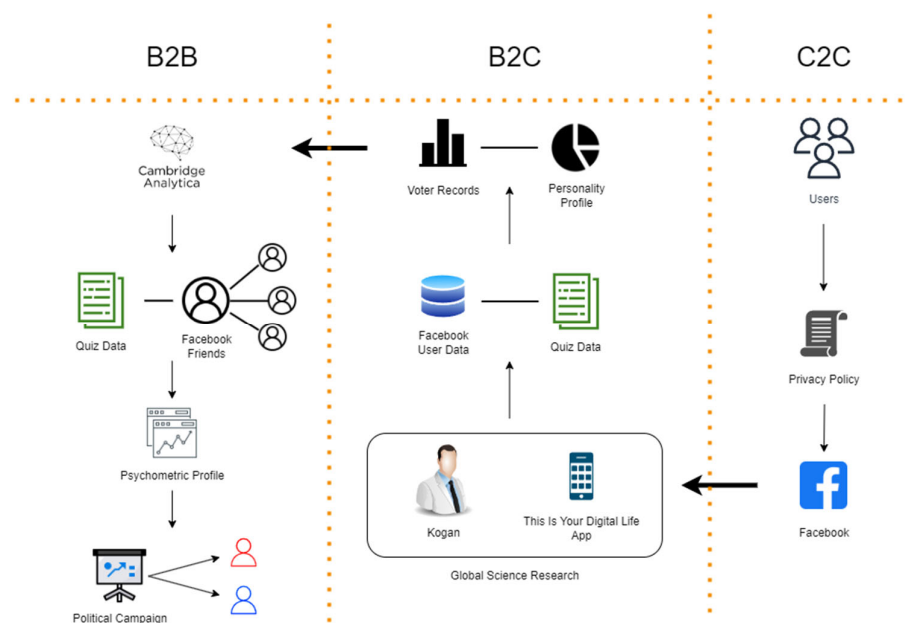 B2B
B2C
C2C
Cambridge
Analytica
Quiz Data
Facebook
Friends
Psychometric Profile
Political Campaign
Voter Records
Personality
Profile
Facebook
User Data
Quiz Data
Kogan
This Is Your Digital Life
App
Global Science Research
Users
Privacy Policy
Facebook